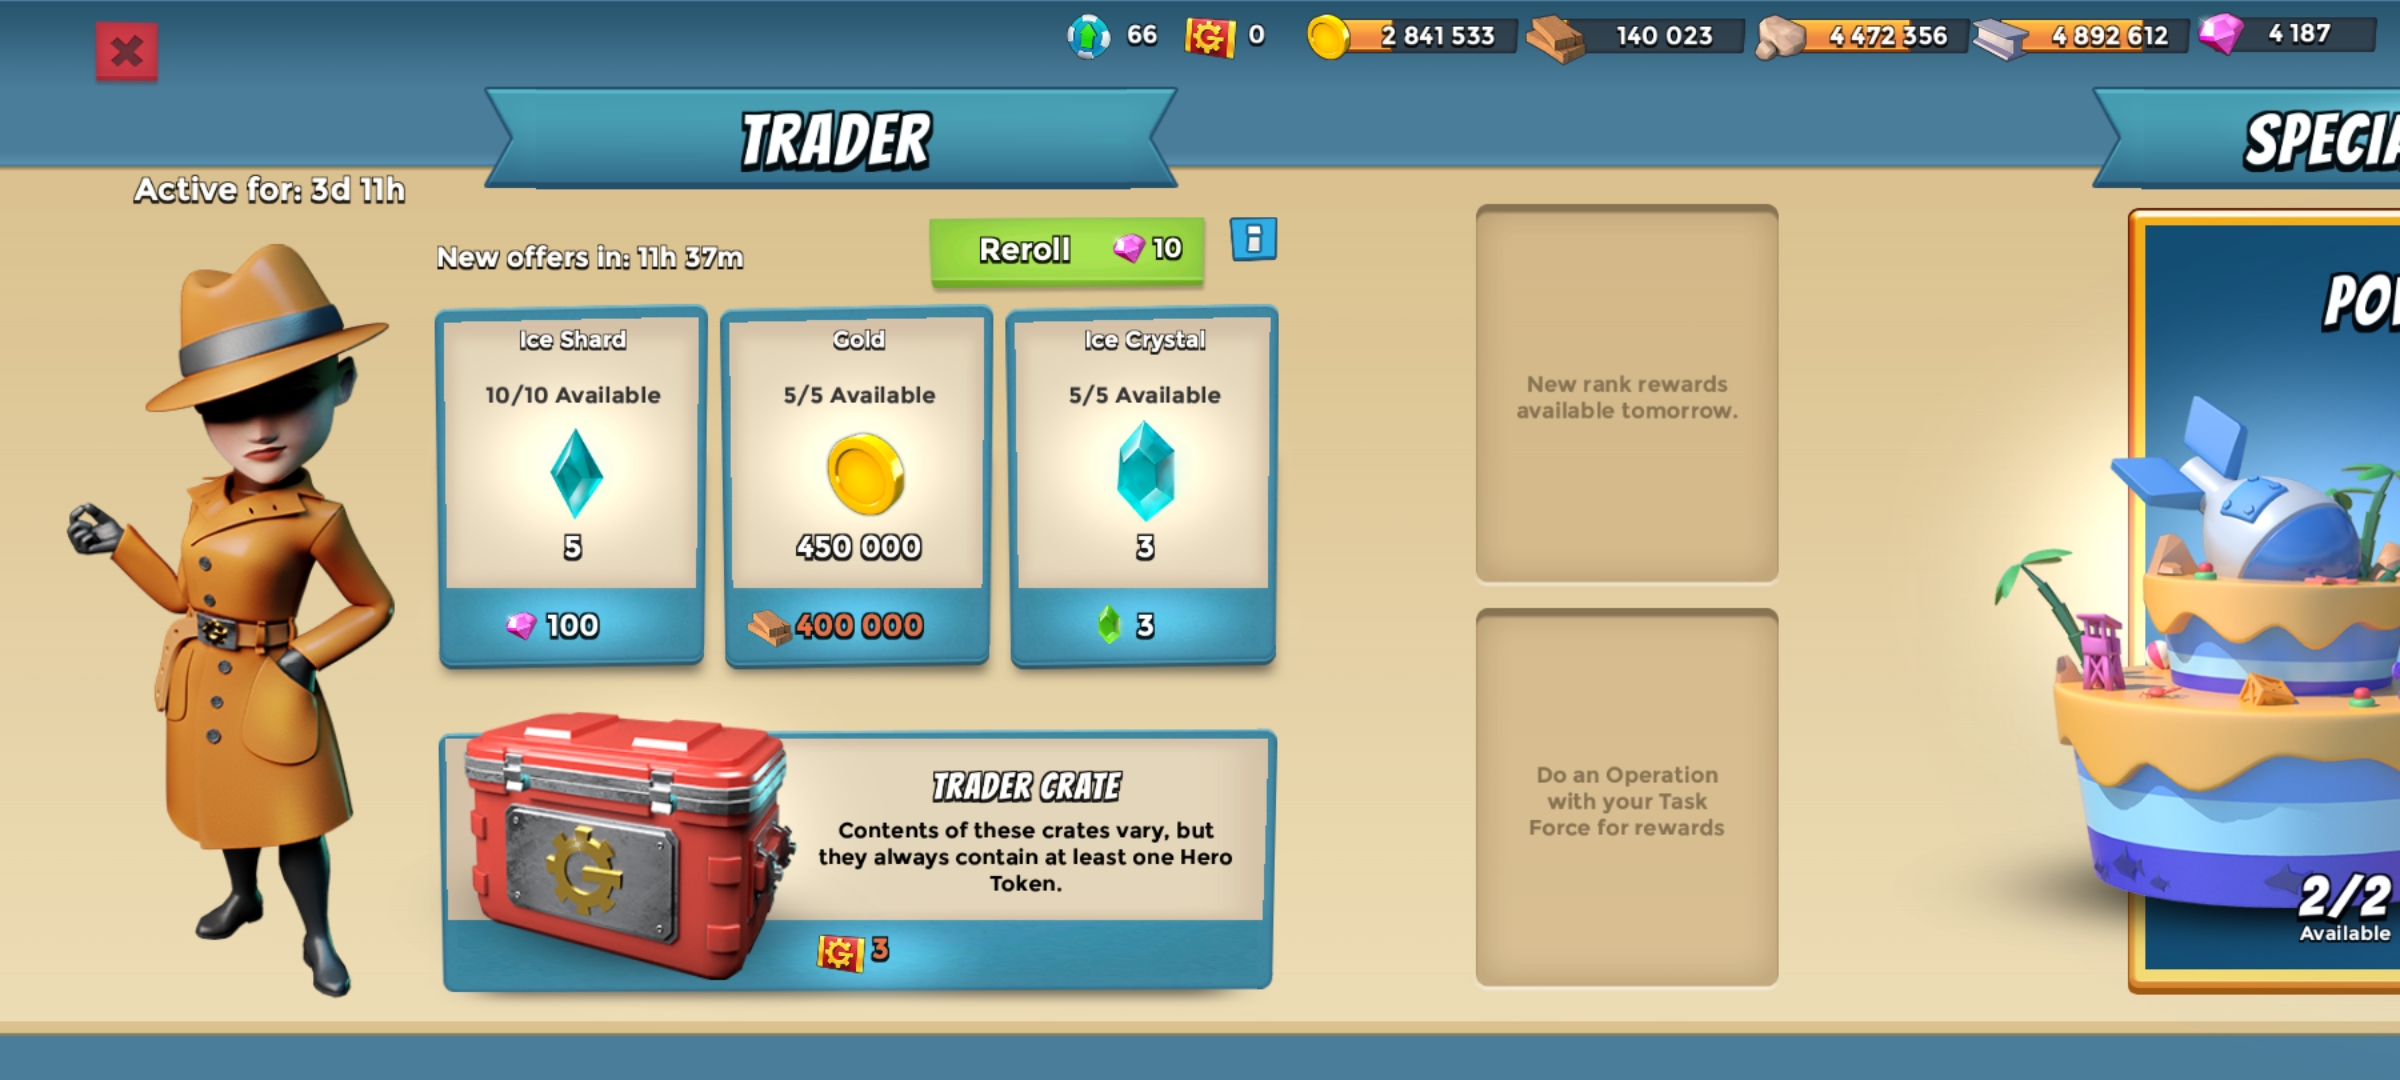 66
0
2 841 533
140 023
4 472 356
4 892 612
4 187
TRADER
Active for: 3d 11h
New offers in: 11h 37m
Reroll 10
i
Ice Shard
10/10 Available
5
100
Gold
5/5 Available
450 000
400 000
Ice Crystal
5/5 Available
3
3
TRADER CRATE
Contents of these crates vary, but
they always contain at least one Hero
Token.
G
3
New rank rewards
available tomorrow.
Do an Operation
with your Task
Force for rewards
2/2
Available